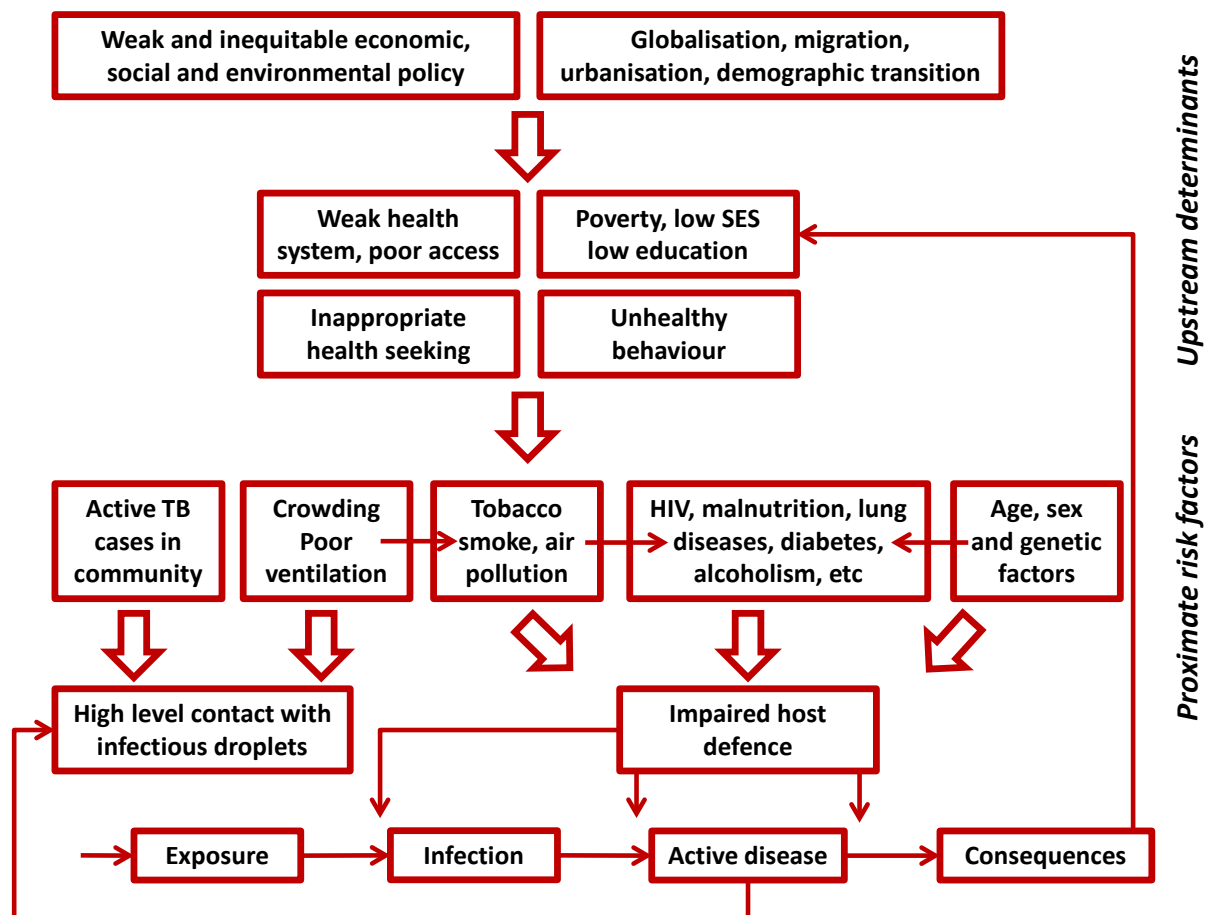 Weak and inequitable economic,
social and environmental policy
Globalisation, migration,
urbanisation, demographic transition
Upstream determinants
Weak health
system, poor access
Poverty, low SES
low education
Inappropriate
health seeking
Unhealthy
behaviour
Proximate risk factors
Active TB
cases in
community
Crowding
Poor
ventilation
Tobacco
smoke, air
pollution
HIV, malnutrition, lung
diseases, diabetes,
alcoholism, etc
Age, sex
and genetic
factors
High level contact with
infectious droplets
Impaired host
defence
Exposure
Infection
Active disease
Consequences